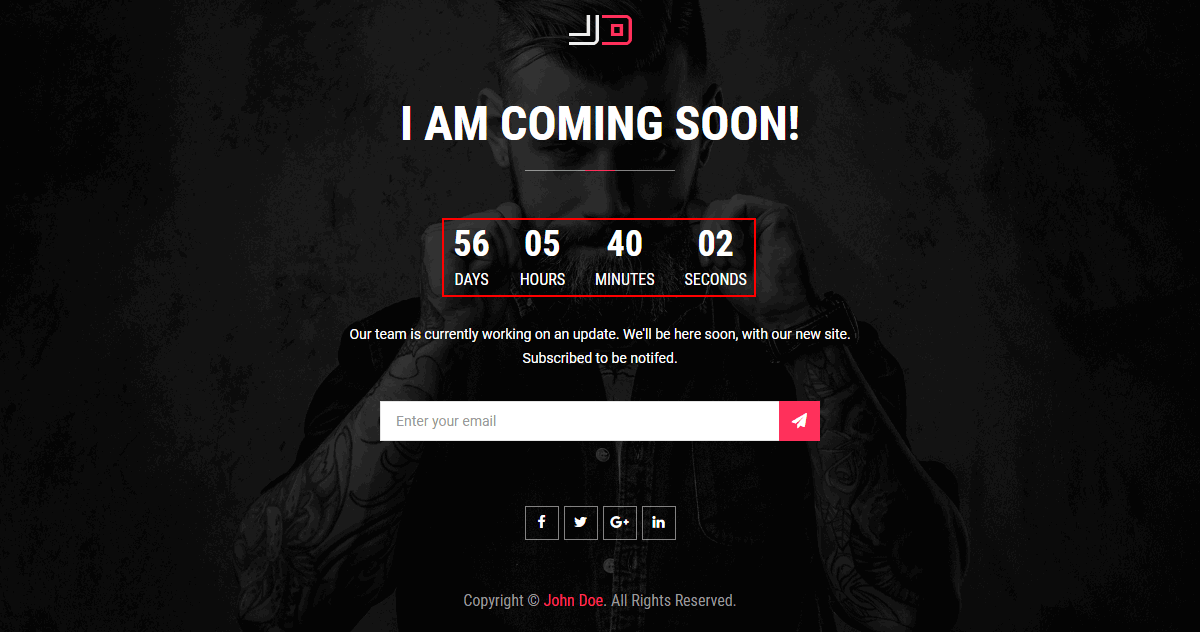 I AM COMING SOON!
56 05 40 02
DAYS HOURS MINUTES SECONDS
Our team is currently working on an update. We'll be here soon, with our new site.
Subscribed to be notifed.
Enter your email
f G+ in
Copyright © John Doe. All Rights Reserved.